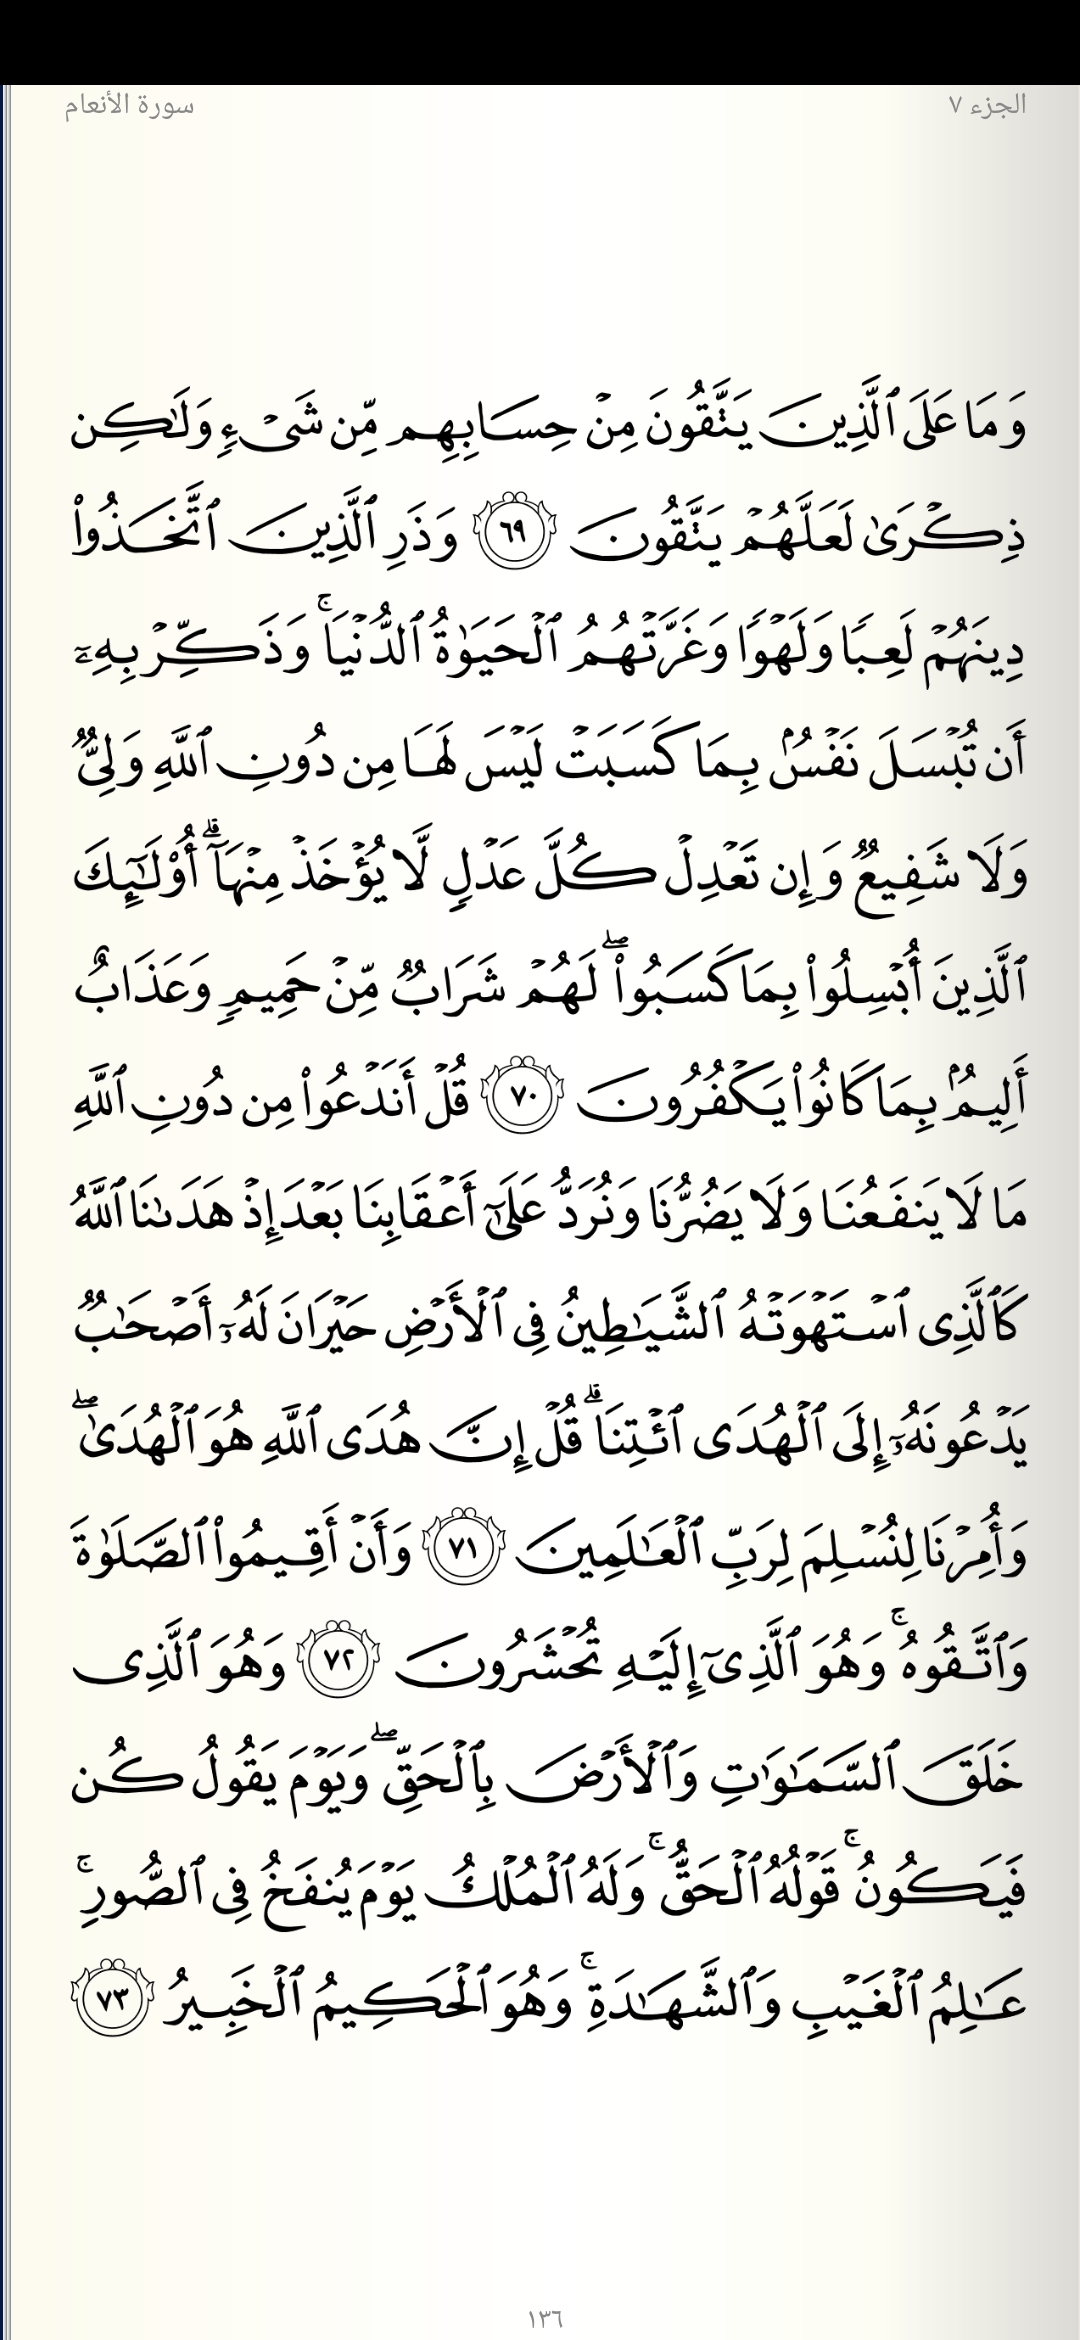 الجزء ٧
سورة الأنعام
وَمَا عَلَى ٱلَّذِينَ يَتَّقُونَ مِنۡ حِسَابِهِم مِّن شَيۡءٖ وَلَٰكِن
ذِكۡرَىٰ لَعَلَّهُمۡ يَتَّقُونَ ٦٩ وَذَرِ ٱلَّذِينَ ٱتَّخَذُواْ
دِينَهُمۡ لَعِبٗا وَلَهۡوٗا وَغَرَّتۡهُمُ ٱلۡحَيَوٰةُ ٱلدُّنۡيَاۚ وَذَكِّرۡ بِهِۦٓ
أَن تُبۡسَلَ نَفۡسُۢ بِمَا كَسَبَتۡ لَيۡسَ لَهَا مِن دُونِ ٱللَّهِ وَلِيّٞ
وَلَا شَفِيعٞ وَإِن تَعۡدِلۡ كُلَّ عَدۡلٖ لَّا يُؤۡخَذۡ مِنۡهَآۗ أُوْلَٰٓئِكَ
ٱلَّذِينَ أُبۡسِلُواْ بِمَا كَسَبُواْۖ لَهُمۡ شَرَابٞ مِّنۡ حَمِيمٖ وَعَذَابٌ
أَلِيمُۢ بِمَا كَانُواْ يَكۡفُرُونَ ٧٠ قُلۡ أَنَدۡعُواْ مِن دُونِ ٱللَّهِ
مَا لَا يَنفَعُنَا وَلَا يَضُرُّنَا وَنُرَدُّ عَلَىٰٓ أَعۡقَابِنَا بَعۡدَ إِذۡ هَدَىٰنَا ٱللَّهُ
كَٱلَّذِي ٱسۡتَهۡوَتۡهُ ٱلشَّيَٰطِينُ فِي ٱلۡأَرۡضِ حَيۡرَانَ لَهُۥٓ أَصۡحَٰبٞ
يَدۡعُونَهُۥٓ إِلَى ٱلۡهُدَى ٱئۡتِنَاۗ قُلۡ إِنَّ هُدَى ٱللَّهِ هُوَ ٱلۡهُدَىٰۖ
وَأُمِرۡنَا لِنُسۡلِمَ لِرَبِّ ٱلۡعَٰلَمِينَ ٧١ وَأَنۡ أَقِيمُواْ ٱلصَّلَوٰةَ
وَٱتَّقُوهُۚ وَهُوَ ٱلَّذِيٓ إِلَيۡهِ تُحۡشَرُونَ ٧٢ وَهُوَ ٱلَّذِي
خَلَقَ ٱلسَّمَٰوَٰتِ وَٱلۡأَرۡضَ بِٱلۡحَقِّۖ وَيَوۡمَ يَقُولُ كُن
فَيَكُونُۚ قَوۡلُهُ ٱلۡحَقُّۚ وَلَهُ ٱلۡمُلۡكُ يَوۡمَ يُنفَخُ فِي ٱلصُّورِۚ
عَٰلِمُ ٱلۡغَيۡبِ وَٱلشَّهَٰدَةِۚ وَهُوَ ٱلۡحَكِيمُ ٱلۡخَبِيرُ ٧٣
١٣٦